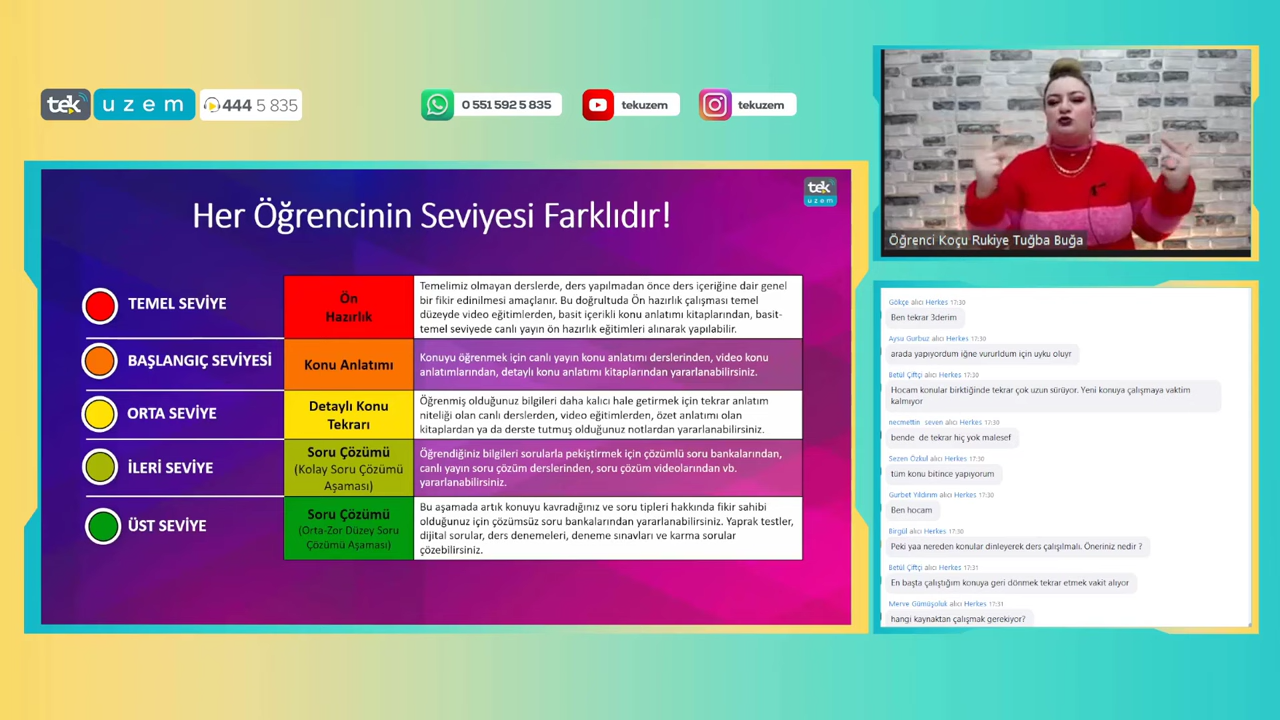 tek uzem 444 5 835
0 551 592 5 835
tekuzem
tekuzem
tek
uzem
Her Öğrencinin Seviyesi Farklıdır!
TEMEL SEVİYE
Ön
Hazırlık
Temelimiz olmayan derslerde, ders yapılmadan önce ders içeriğine dair genel
bir fikir edinilmesi amaçlanır. Bu doğrultuda Ön hazırlık çalışması temel
düzeyde video eğitimlerden, basit içerikli konu anlatımı kitaplarından, basit-
temel seviyede canlı yayın ön hazırlık eğitimleri alınarak yapılabilir.
BAŞLANGIÇ SEVİYESİ
Konu Anlatımı
Konuyu öğrenmek için canlı yayın konu anlatımı derslerinden, video konu
anlatımlarından, detaylı konu anlatımı kitaplarından yararlanabilirsiniz.
ORTA SEVİYE
Detaylı Konu
Tekrarı
Öğrenmiş olduğunuz bilgileri daha kalıcı hale getirmek için tekrar anlatım
niteliği olan canlı derslerden, video eğitimlerden, özet anlatımı olan
kitaplardan ya da derste tutmuş olduğunuz notlardan yararlanabilirsiniz.
İLERİ SEVİYE
Soru Çözümü
(Kolay Soru Çözümü
Aşaması)
Öğrendiğiniz bilgileri sorularla pekiştirmek için çözümlü soru bankalarından,
canlı yayın soru çözüm derslerinden, soru çözüm videolarından vb.
yararlanabilirsiniz.
ÜST SEVİYE
Soru Çözümü
(Orta-Zor Düzey Soru
Çözümü Aşaması)
Bu aşamada artık konuyu kavradığınız ve soru tipleri hakkında fikir sahibi
olduğunuz için çözümsüz soru bankalarından yararlanabilirsiniz. Yaprak testler,
dijital sorular, ders denemeleri, deneme sınavları ve karma sorular
çözebilirsiniz.
Öğrenci Koçu Rukiye Tuğba Buğa
Gökçe alıcı Herkes 17:30
Ben tekrar 3derim
Aysu Gurbuz alıcı Herkes 17:30
arada yapıyordum iğne vururldum için uyku oluyr
Betül Çiftçi alıcı Herkes 17:30
Hocam konular birktiğinde tekrar çok uzun sürüyor. Yeni konuya çalışmaya vaktim
kalmıyor
necmettin seven alıcı Herkes 17:30
bende de tekrar hiç yok malesef
Sezen Özkul alıcı Herkes 17:30
tüm konu bitince yapıyorum
Gurbet Yıldırım alıcı Herkes 17:30
Ben hocam
Birgül alıcı Herkes 17:30
Peki yaa nereden konular dinleyerek ders çalışılmalı. Öneriniz nedir ?
Betül Çiftçi alıcı Herkes 17:31
En başta çalıştığım konuya geri dönmek tekrar etmek vakit alıyor
Merve Gümüşoluk alıcı Herkes 17:31
hangi kaynaktan çalışmak gerekiyor?